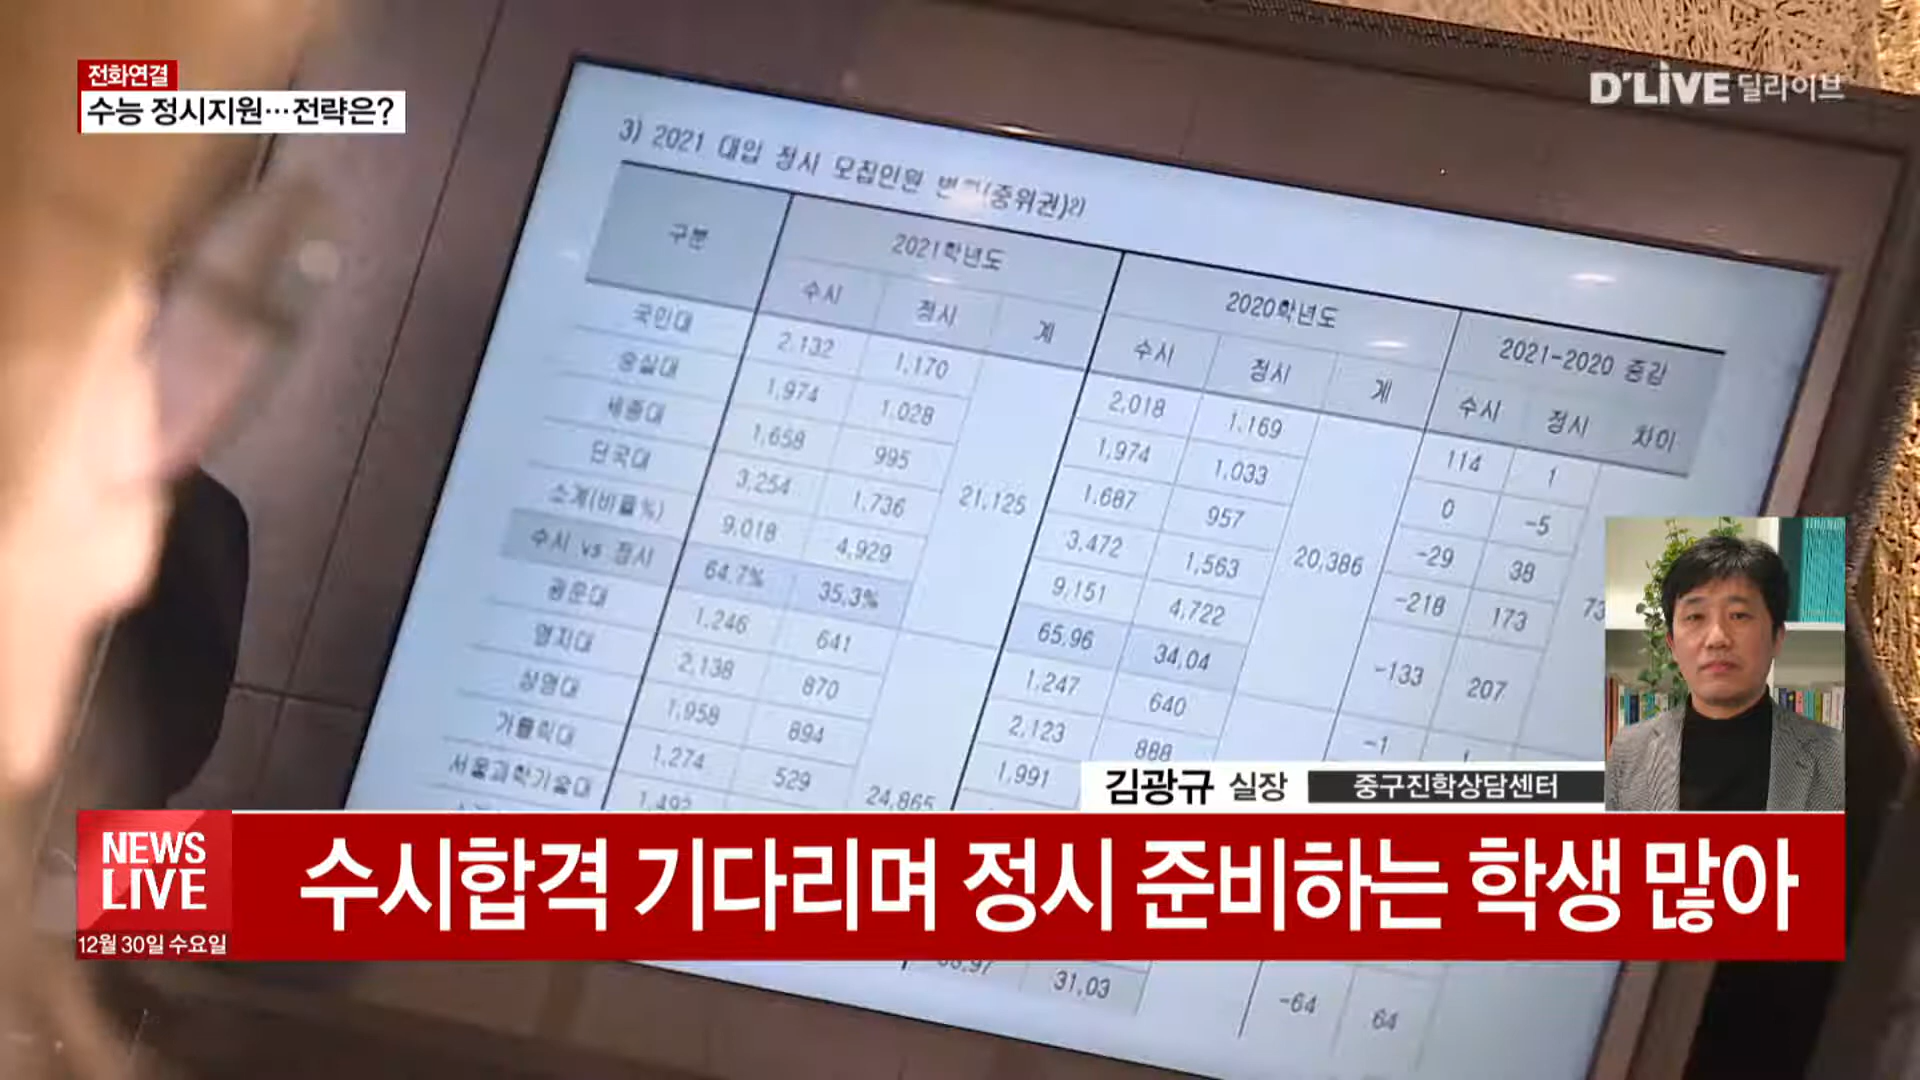 전화연결
수능 정시지원…전략은?
D'LIVE 딜라이브
3) 2021 대입 정시 모집인원 (중위권)2)
구분 2021학년도 2020학년도 2021-2020 증감
수시 정시 계 수시 정시 계 수시 정시 차이
국민대 2,132 1,170 2,018 1,169 114 1
숭실대 1,974 1,028 1,974 1,033 0 -5
세종대 1,658 995 1,687 957 -29 38
단국대 3,254 1,736 21,125 3,472 1,563 20,386 -218 173 73
소계(비율%) 9,018 4,929 9,151 4,722 -133 207
수시 vs 정시 64.7% 35.3% 65.96 34.04
광운대 1,246 641 1,247 640 -1
명지대 2,138 870 2,123 888
상명대 1,958 894 1,991
가톨릭대 1,274 529 24,865
서울과학기술대 1,492
31.03 -64 64
김광규 실장 중구진학상담센터
NEWS
LIVE
수시합격 기다리며 정시 준비하는 학생 많아
12월 30일 수요일